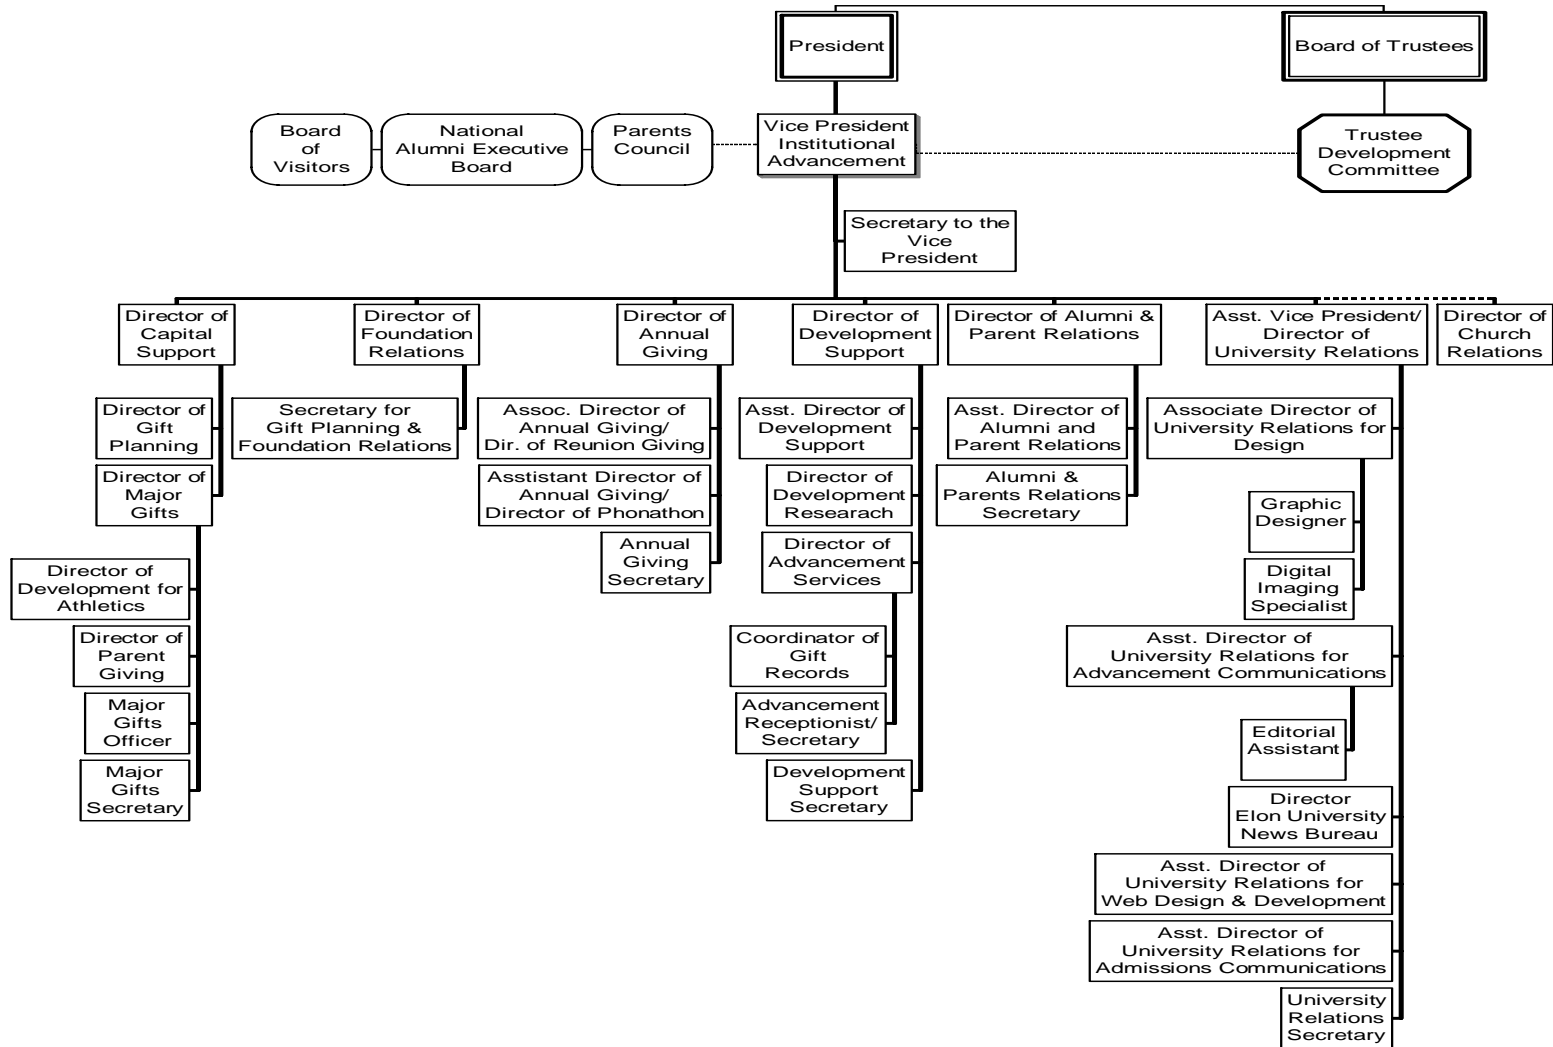 President
Board of Trustees
Board
of
Visitors
National
Alumni Executive
Board
Parents
Council
Vice President
Institutional
Advancement
Trustee
Development
Committee
Secretary to the
Vice
President
Director of
Capital
Support
Director of
Foundation
Relations
Director of
Annual
Giving
Director of
Development
Support
Director of Alumni &
Parent Relations
Asst. Vice President/
Director of
University Relations
Director of
Church
Relations
Director of
Gift
Planning
Director of
Major
Gifts
Director of
Development for
Athletics
Director of
Parent
Giving
Major
Gifts
Officer
Major
Gifts
Secretary
Secretary for
Gift Planning &
Foundation Relations
Assoc. Director of
Annual Giving/
Dir. of Reunion Giving
Asstistant Director of
Annual Giving/
Director of Phonathon
Annual
Giving
Secretary
Asst. Director of
Development
Support
Director of
Development
Researach
Director of
Advancement
Services
Coordinator of
Gift
Records
Advancement
Receptionist/
Secretary
Development
Support
Secretary
Asst. Director of
Alumni and
Parent Relations
Alumni &
Parents Relations
Secretary
Associate Director of
University Relations for
Design
Graphic
Designer
Digital
Imaging
Specialist
Asst. Director of
University Relations for
Advancement Communications
Editorial
Assistant
Director
Elon University
News Bureau
Asst. Director of
University Relations for
Web Design & Development
Asst. Director of
University Relations for
Admissions Communications
University
Relations
Secretary